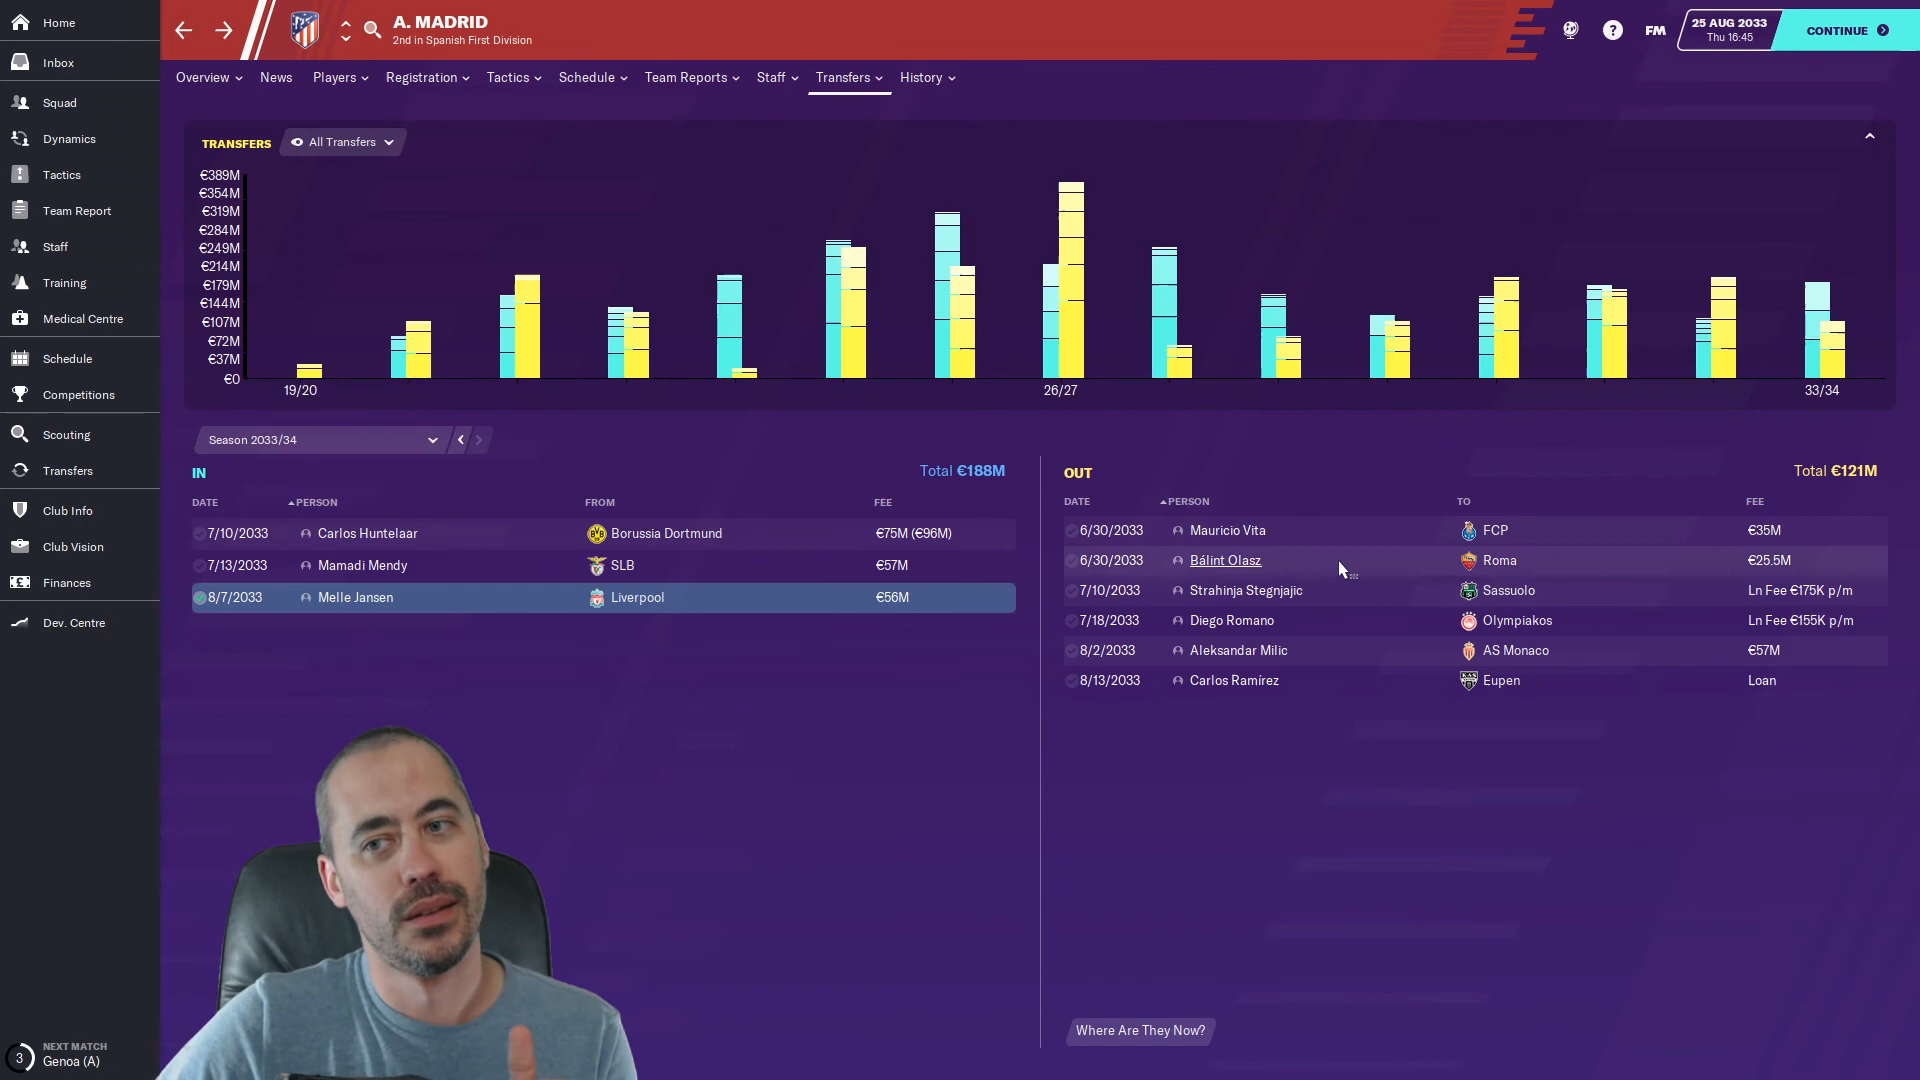 Home
Inbox
Squad
Dynamics
Tactics
Team Report
Staff
Training
Medical Centre
Schedule
Competitions
Scouting
Transfers
Club Info
Club Vision
Finances
Dev. Centre
3
NEXT MATCH
Genoa (A)
A. MADRID
2nd in Spanish First Division
?
FM
25 AUG 2033
Thu 16:45
CONTINUE
Overview News Players Registration Tactics Schedule Team Reports Staff Transfers History
TRANSFERS All Transfers
€389M
€354M
€319M
€284M
€249M
€214M
€179M
€144M
€107M
€72M
€37M
€0
19/20 26/27 33/34
Season 2033/34
IN Total €188M
DATE PERSON FROM FEE
7/10/2033 Carlos Huntelaar Borussia Dortmund €75M (€96M)
7/13/2033 Mamadi Mendy SLB €57M
8/7/2033 Melle Jansen Liverpool €56M
OUT Total €121M
DATE PERSON TO FEE
6/30/2033 Mauricio Vita FCP €35M
6/30/2033 Bálint Olasz Roma €25.5M
7/10/2033 Strahinja Stegnjajic Sassuolo Ln Fee €175K p/m
7/18/2033 Diego Romano Olympiakos Ln Fee €155K p/m
8/2/2033 Aleksandar Milic AS Monaco €57M
8/13/2033 Carlos Ramírez Eupen Loan
Where Are They Now?